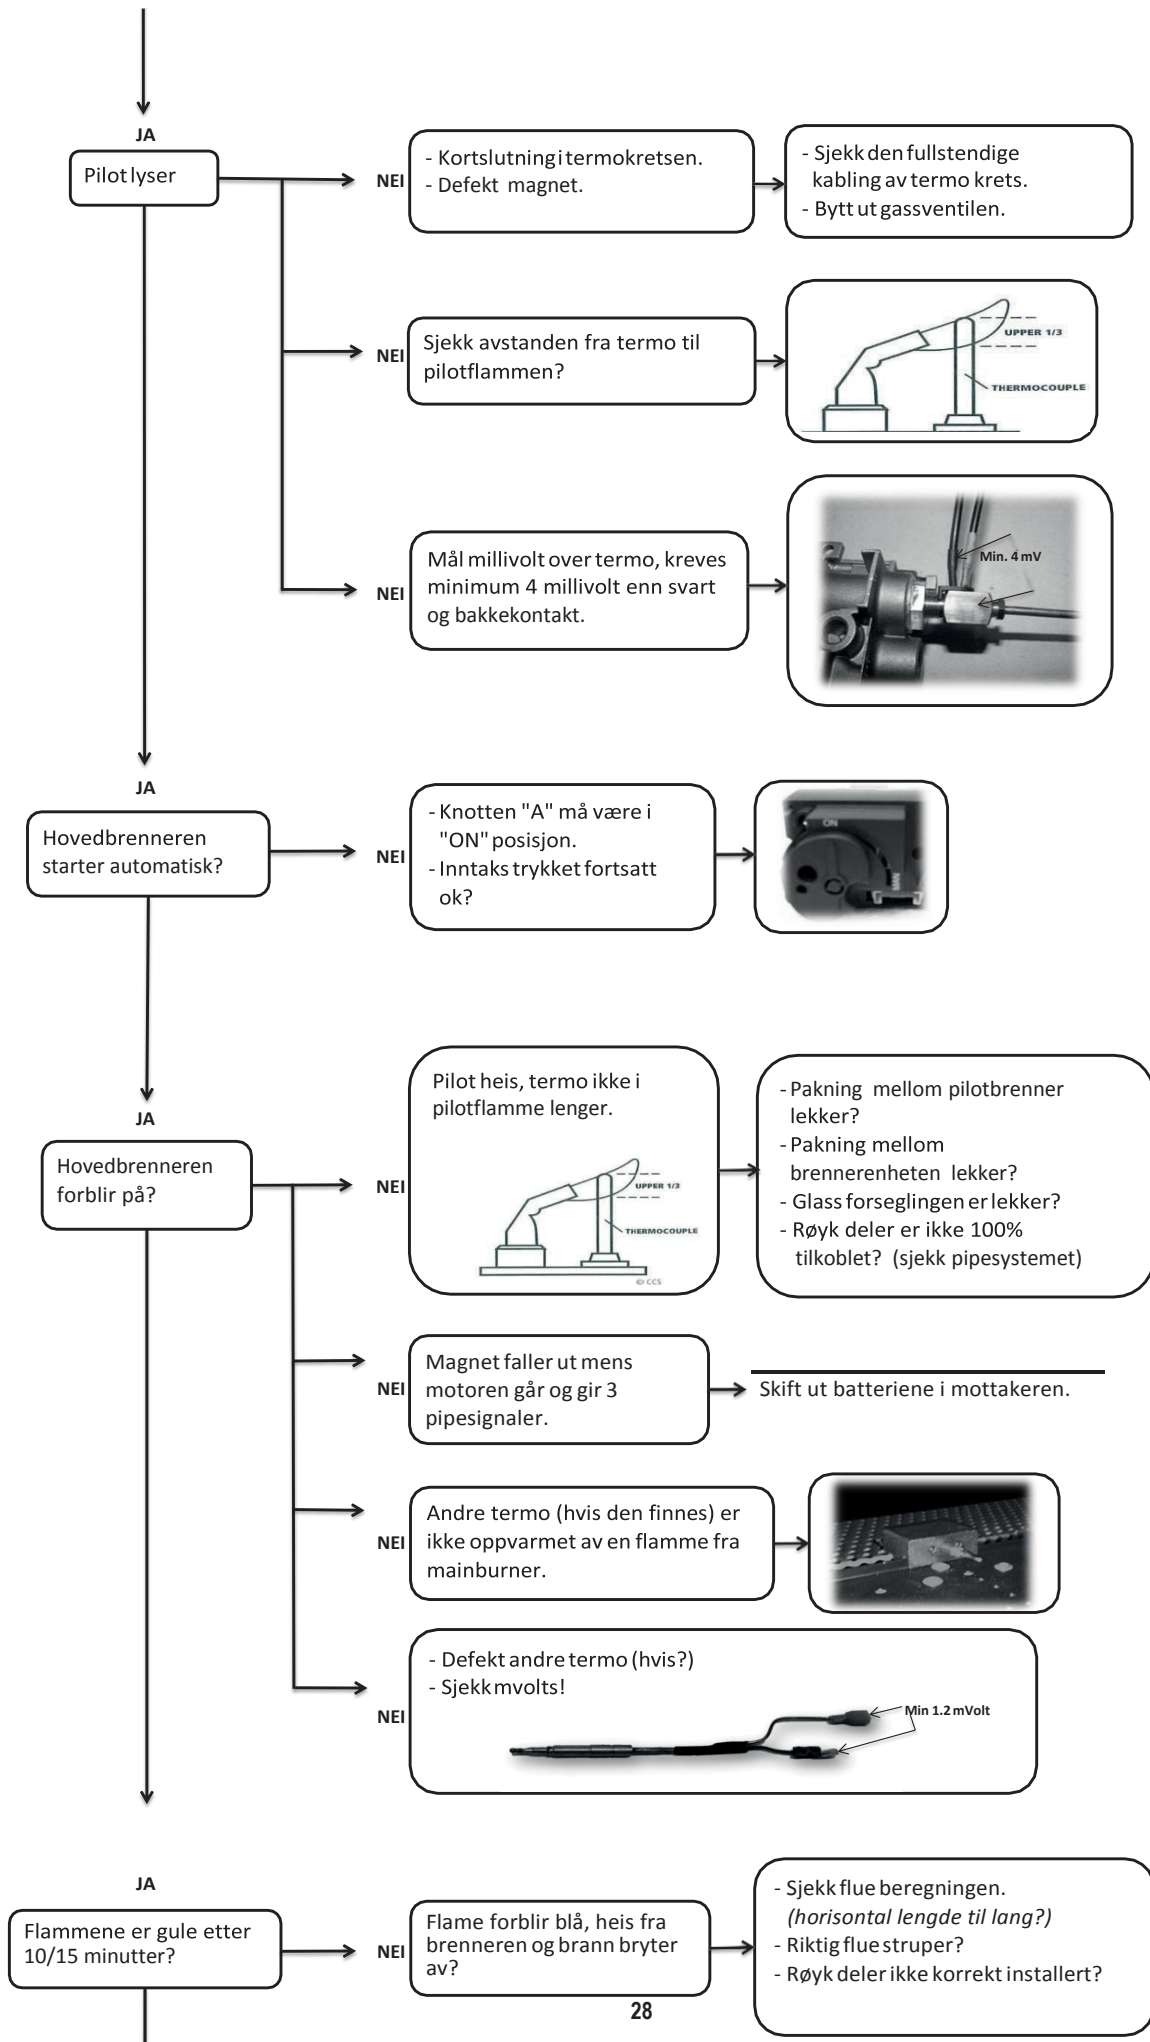 JA
Pilot lyser
NEI
- Kortslutning i termokretsen.
- Defekt magnet.
- Sjekk den fullstendige
kabling av termo krets.
- Bytt ut gassventilen.
NEI
Sjekk avstanden fra termo til
pilotflammen?
UPPER 1/3
THERMOCOUPLE
NEI
Mål millivolt over termo, kreves
minimum 4 millivolt enn svart
og bakkekontakt.
Min. 4 mV
JA
Hovedbrenneren
starter automatisk?
NEI
- Knotten "A" må være i
"ON" posisjon.
- Inntaks trykket fortsatt
ok?
ON
JA
Hovedbrenneren
forblir på?
NEI
Pilot heis, termo ikke i
pilotflamme lenger.
UPPER 1/3
THERMOCOUPLE
© CCS
- Pakning mellom pilotbrenner
lekker?
- Pakning mellom
brennerenheten lekker?
- Glass forseglingen er lekker?
- Røyk deler er ikke 100%
tilkoblet? (sjekk pipesystemet)
NEI
Magnet faller ut mens
motoren går og gir 3
pipesignaler.
Skift ut batteriene i mottakeren.
NEI
Andre termo (hvis den finnes) er
ikke oppvarmet av en flamme fra
mainburner.
NEI
- Defekt andre termo (hvis?)
- Sjekk mvolts!
Min 1.2 mVolt
JA
Flammene er gule etter
10/15 minutter?
NEI
Flame forblir blå, heis fra
brenneren og brann bryter
av?
- Sjekk flue beregningen.
(horisontal lengde til lang?)
- Riktig flue struper?
- Røyk deler ikke korrekt installert?
28